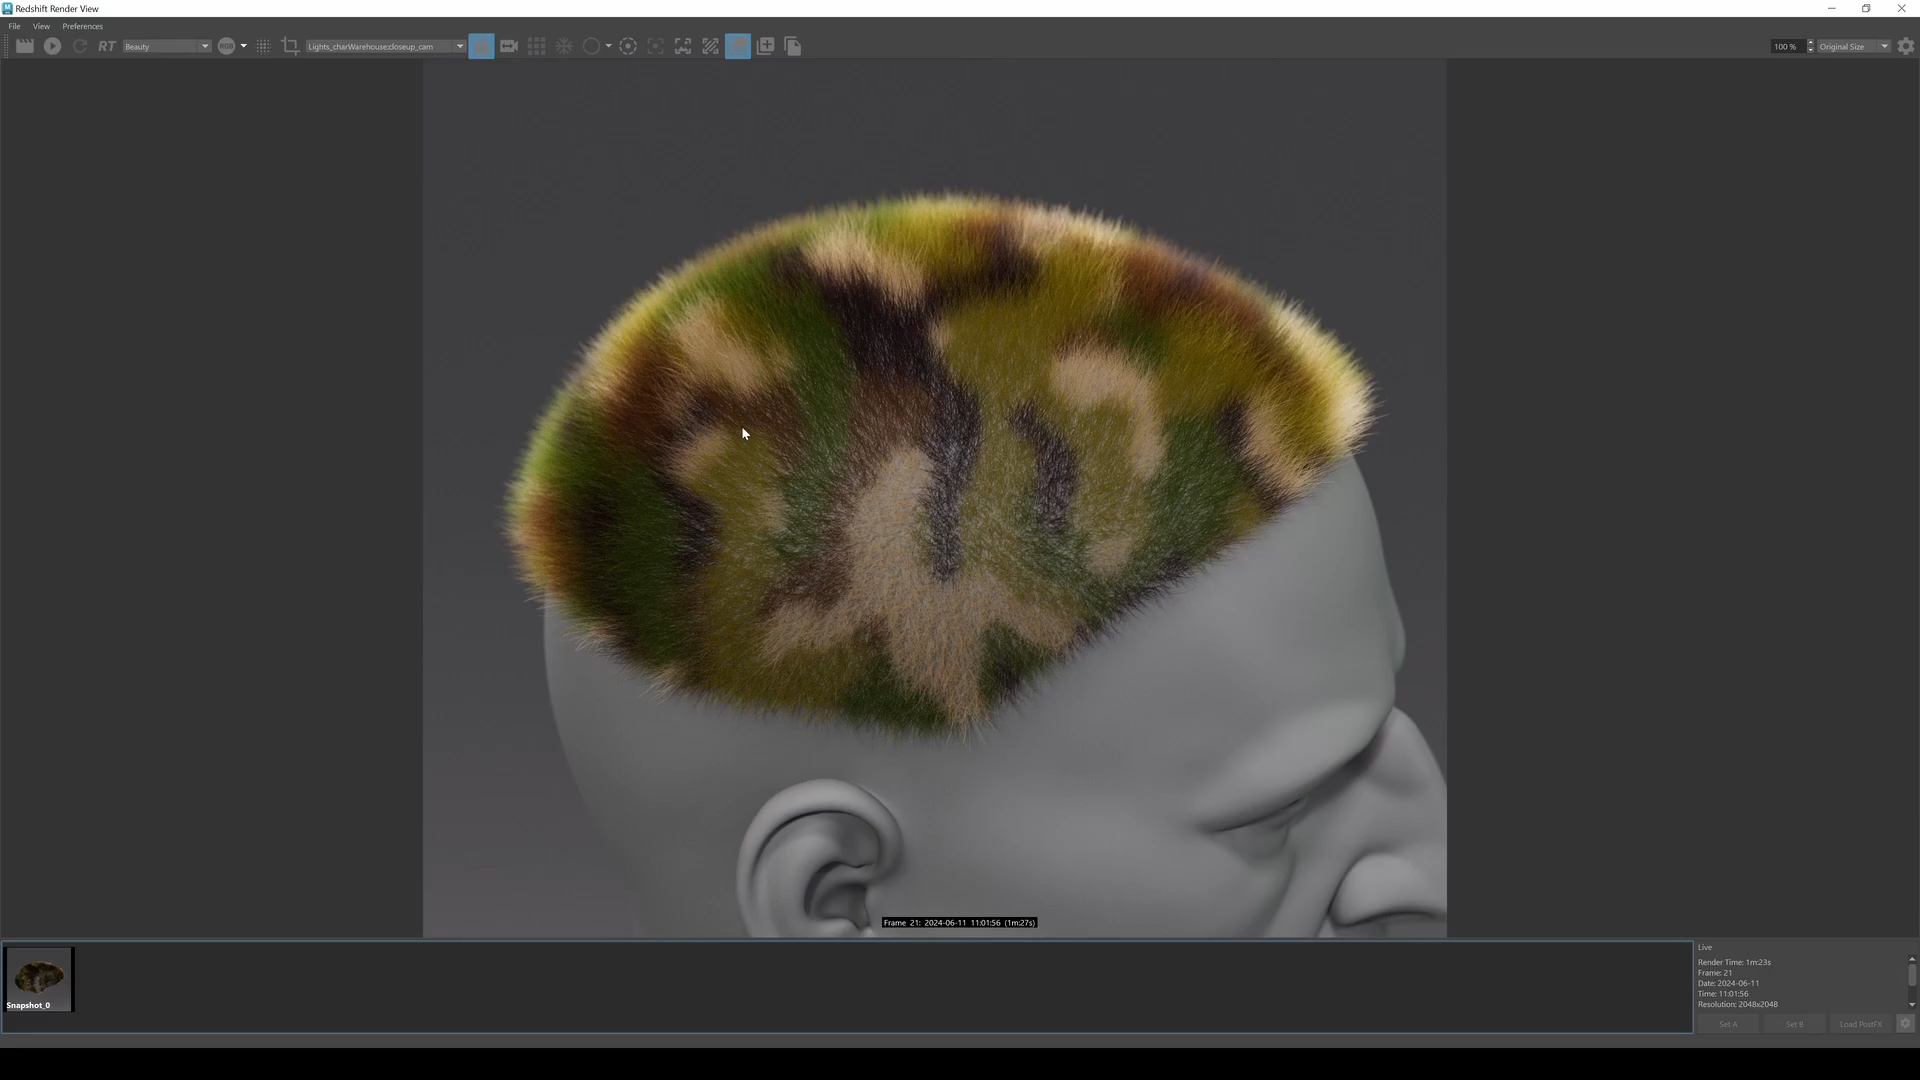 Redshift Render View
File View Preferences
RT Beauty RGB Lights_charWarehouse:closeup_cam 100 % Original Size
Frame 21: 2024-06-11 11:01:56 (1m:27s)
Snapshot_0
Live
Render Time: 1m:23s
Frame: 21
Date: 2024-06-11
Time: 11:01:56
Resolution: 2048x2048
Set A Set B Load PostFX